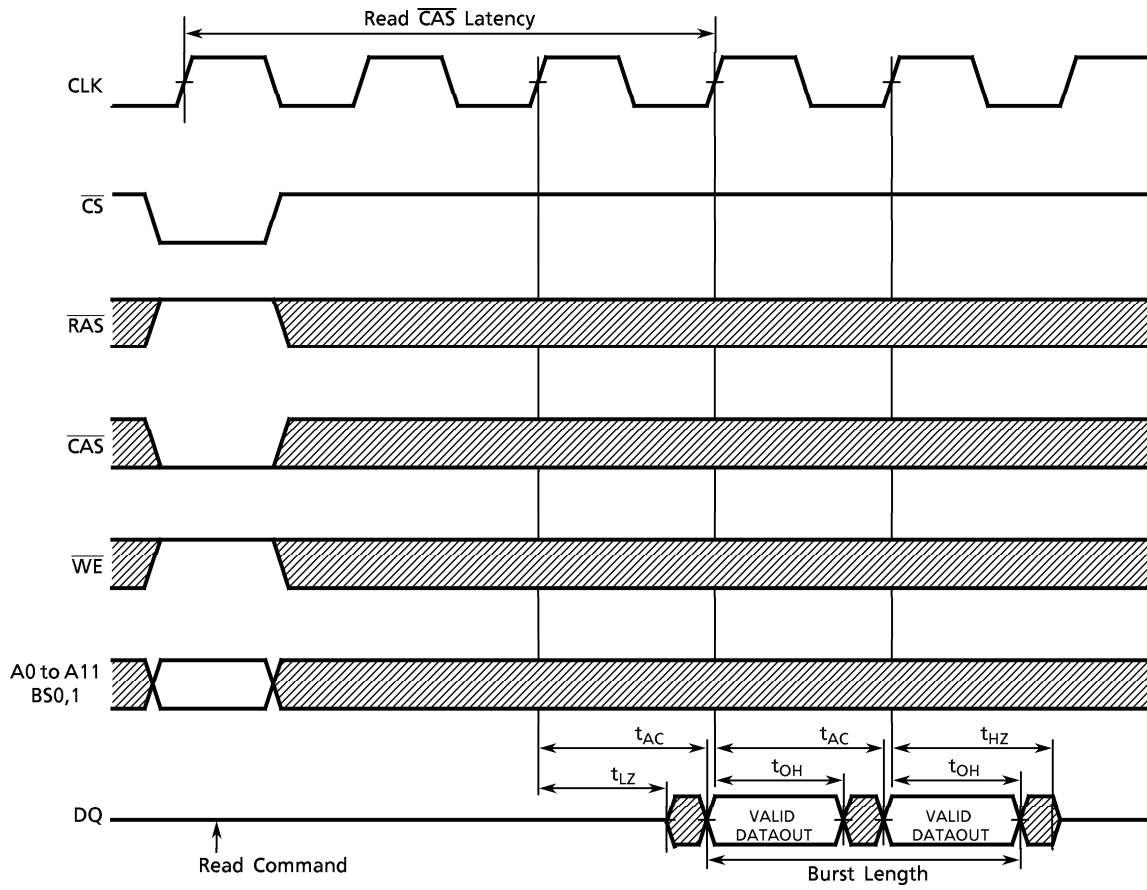 Read CAS Latency
CLK
CS
RAS
CAS
WE
A0 to A11
BS0,1
tAC
tAC
tHZ
tLZ
tOH
tOH
DQ
VALID
DATAOUT
VALID
DATAOUT
Read Command
Burst Length